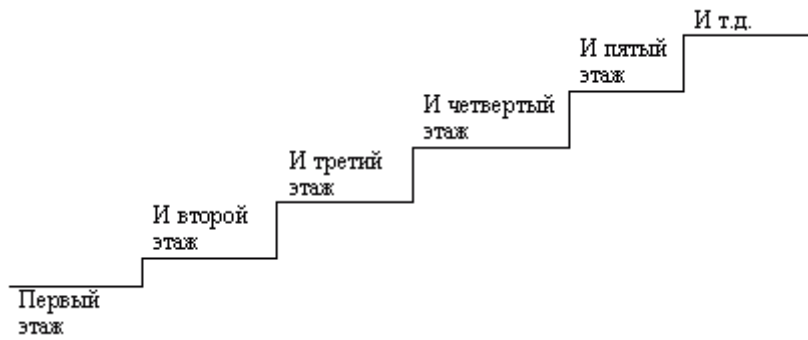 И т.д.
И пятый
этаж
И четвертый
этаж
И третий
этаж
И второй
этаж
Первый
этаж